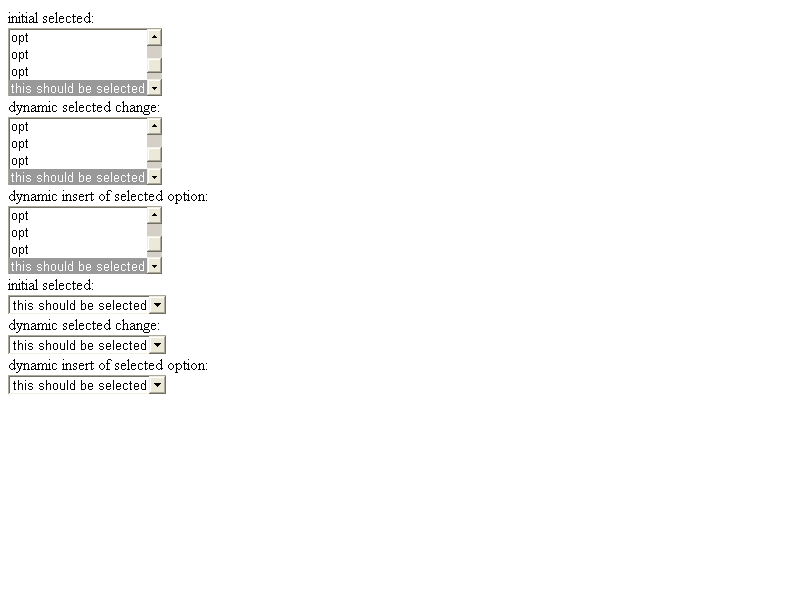 initial selected:
opt
opt
opt
this should be selected
dynamic selected change:
opt
opt
opt
this should be selected
dynamic insert of selected option:
opt
opt
opt
this should be selected
initial selected:
this should be selected
dynamic selected change:
this should be selected
dynamic insert of selected option:
this should be selected